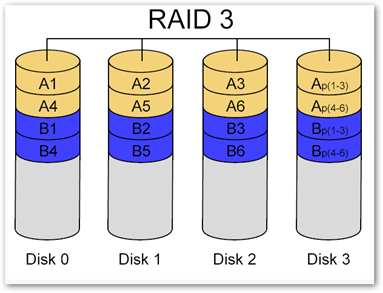 RAID 3
A1 A2 A3 Ap(1-3)
A4 A5 A6 Ap(4-6)
B1 B2 B3 Bp(1-3)
B4 B5 B6 Bp(4-6)
Disk 0 Disk 1 Disk 2 Disk 3